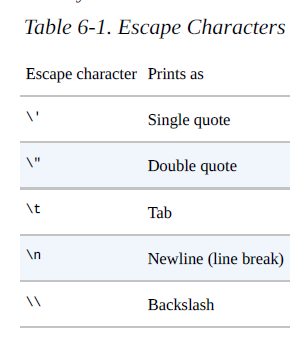 Table 6-1. Escape Characters
Escape character Prints as
\' Single quote
\" Double quote
\t Tab
\n Newline (line break)
\\ Backslash